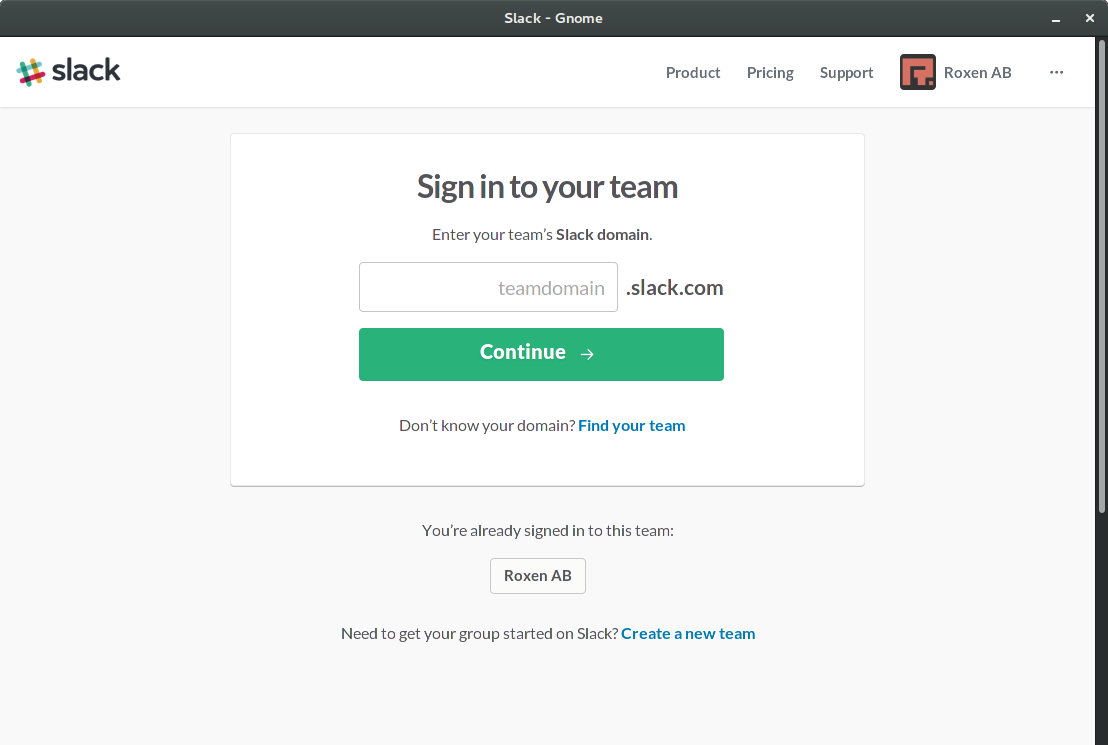 Slack - Gnome
slack
Product Pricing Support Roxen AB ···
Sign in to your team
Enter your team’s Slack domain.
teamdomain .slack.com
Continue →
Don’t know your domain? Find your team
You’re already signed in to this team:
Roxen AB
Need to get your group started on Slack? Create a new team